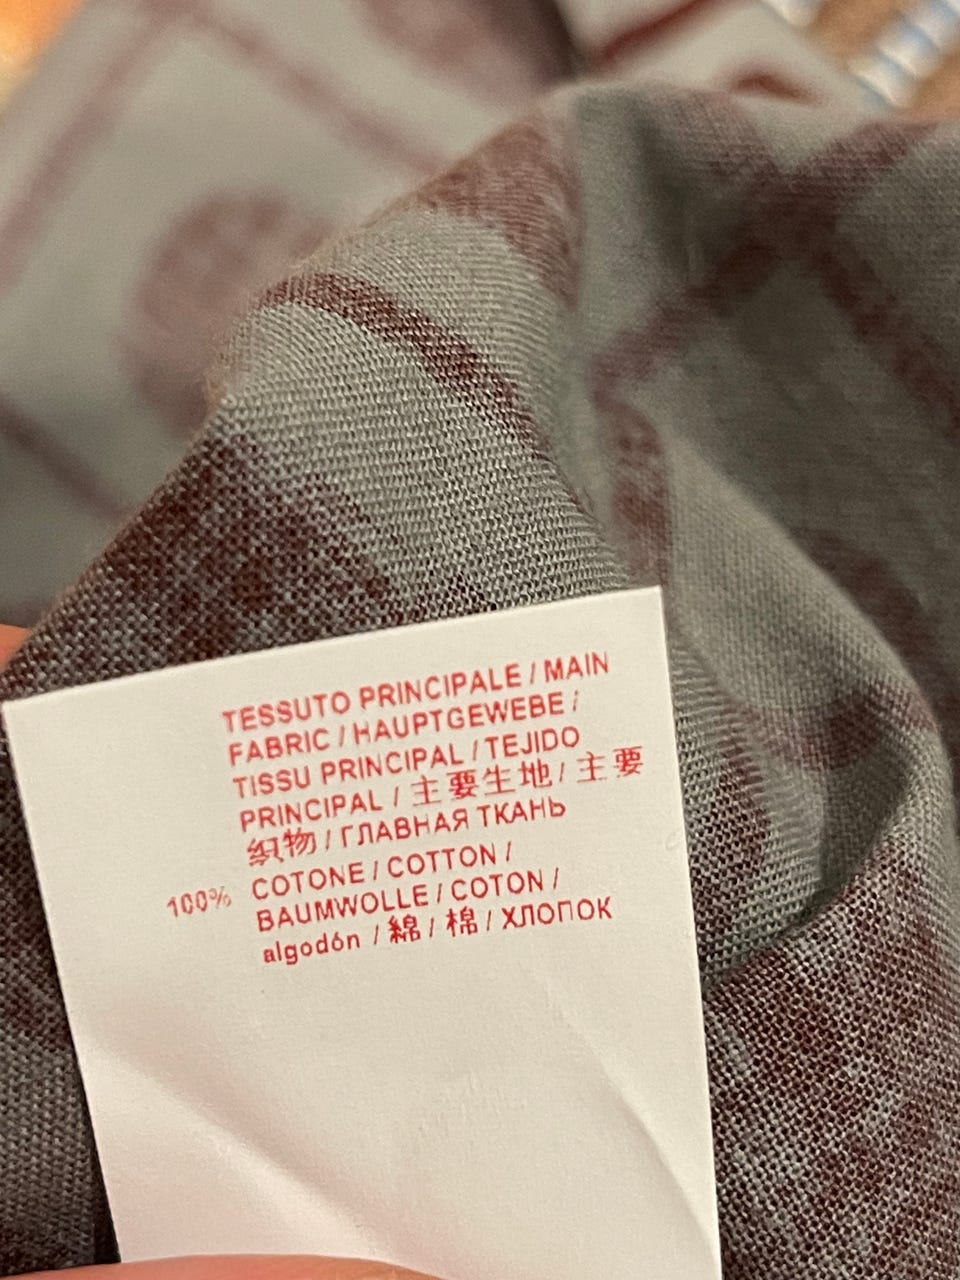 TESSUTO PRINCIPALE / MAIN
FABRIC / HAUPTGEWEBE /
TISSU PRINCIPAL / TEJIDO
PRINCIPAL / 主要生地 / 主要
织物 / ГЛАВНАЯ ТКАНЬ
100% COTONE / COTTON /
BAUMWOLLE / COTON /
algodón / 綿 / 棉 / ХЛОПОК